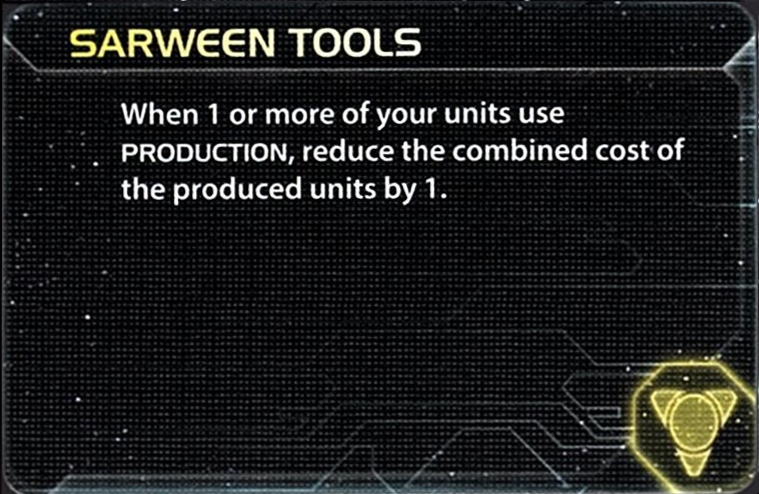 SARWEEN TOOLS
When 1 or more of your units use
PRODUCTION, reduce the combined cost of
the produced units by 1.